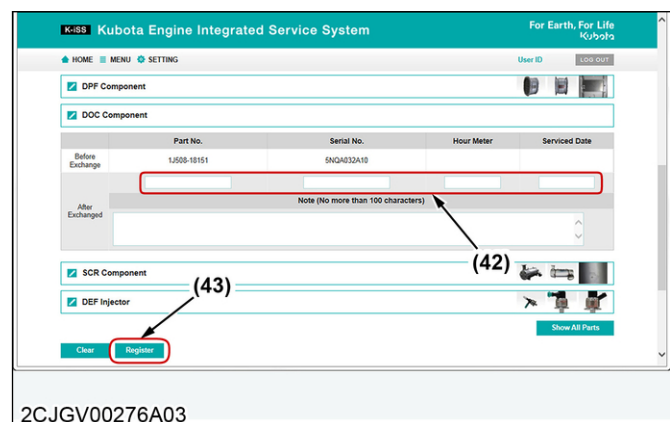 K-iSS Kubota Engine Integrated Service System
For Earth, For Life
Kubota
HOME MENU SETTING
User ID LOG OUT
DPF Component
DOC Component
Part No. Serial No. Hour Meter Serviced Date
Before
Exchange
1J508-18151 5NQA032A10
After
Exchanged
Note (No more than 100 characters)
(42)
SCR Component
(43)
DEF Injector
Show All Parts
Clear Register
2CJGV00276A03